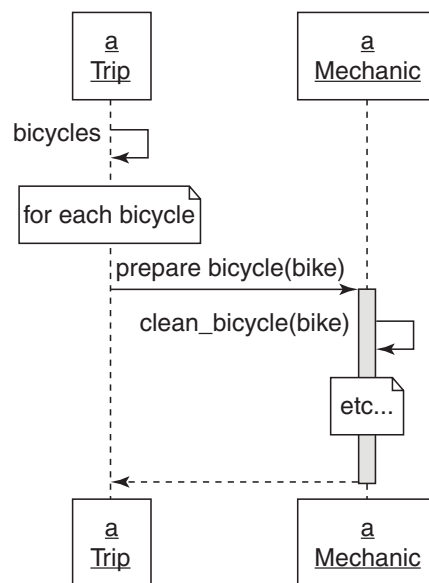 a
Trip
a
Mechanic
bicycles
for each bicycle
prepare bicycle(bike)
clean_bicycle(bike)
etc...
a
Trip
a
Mechanic